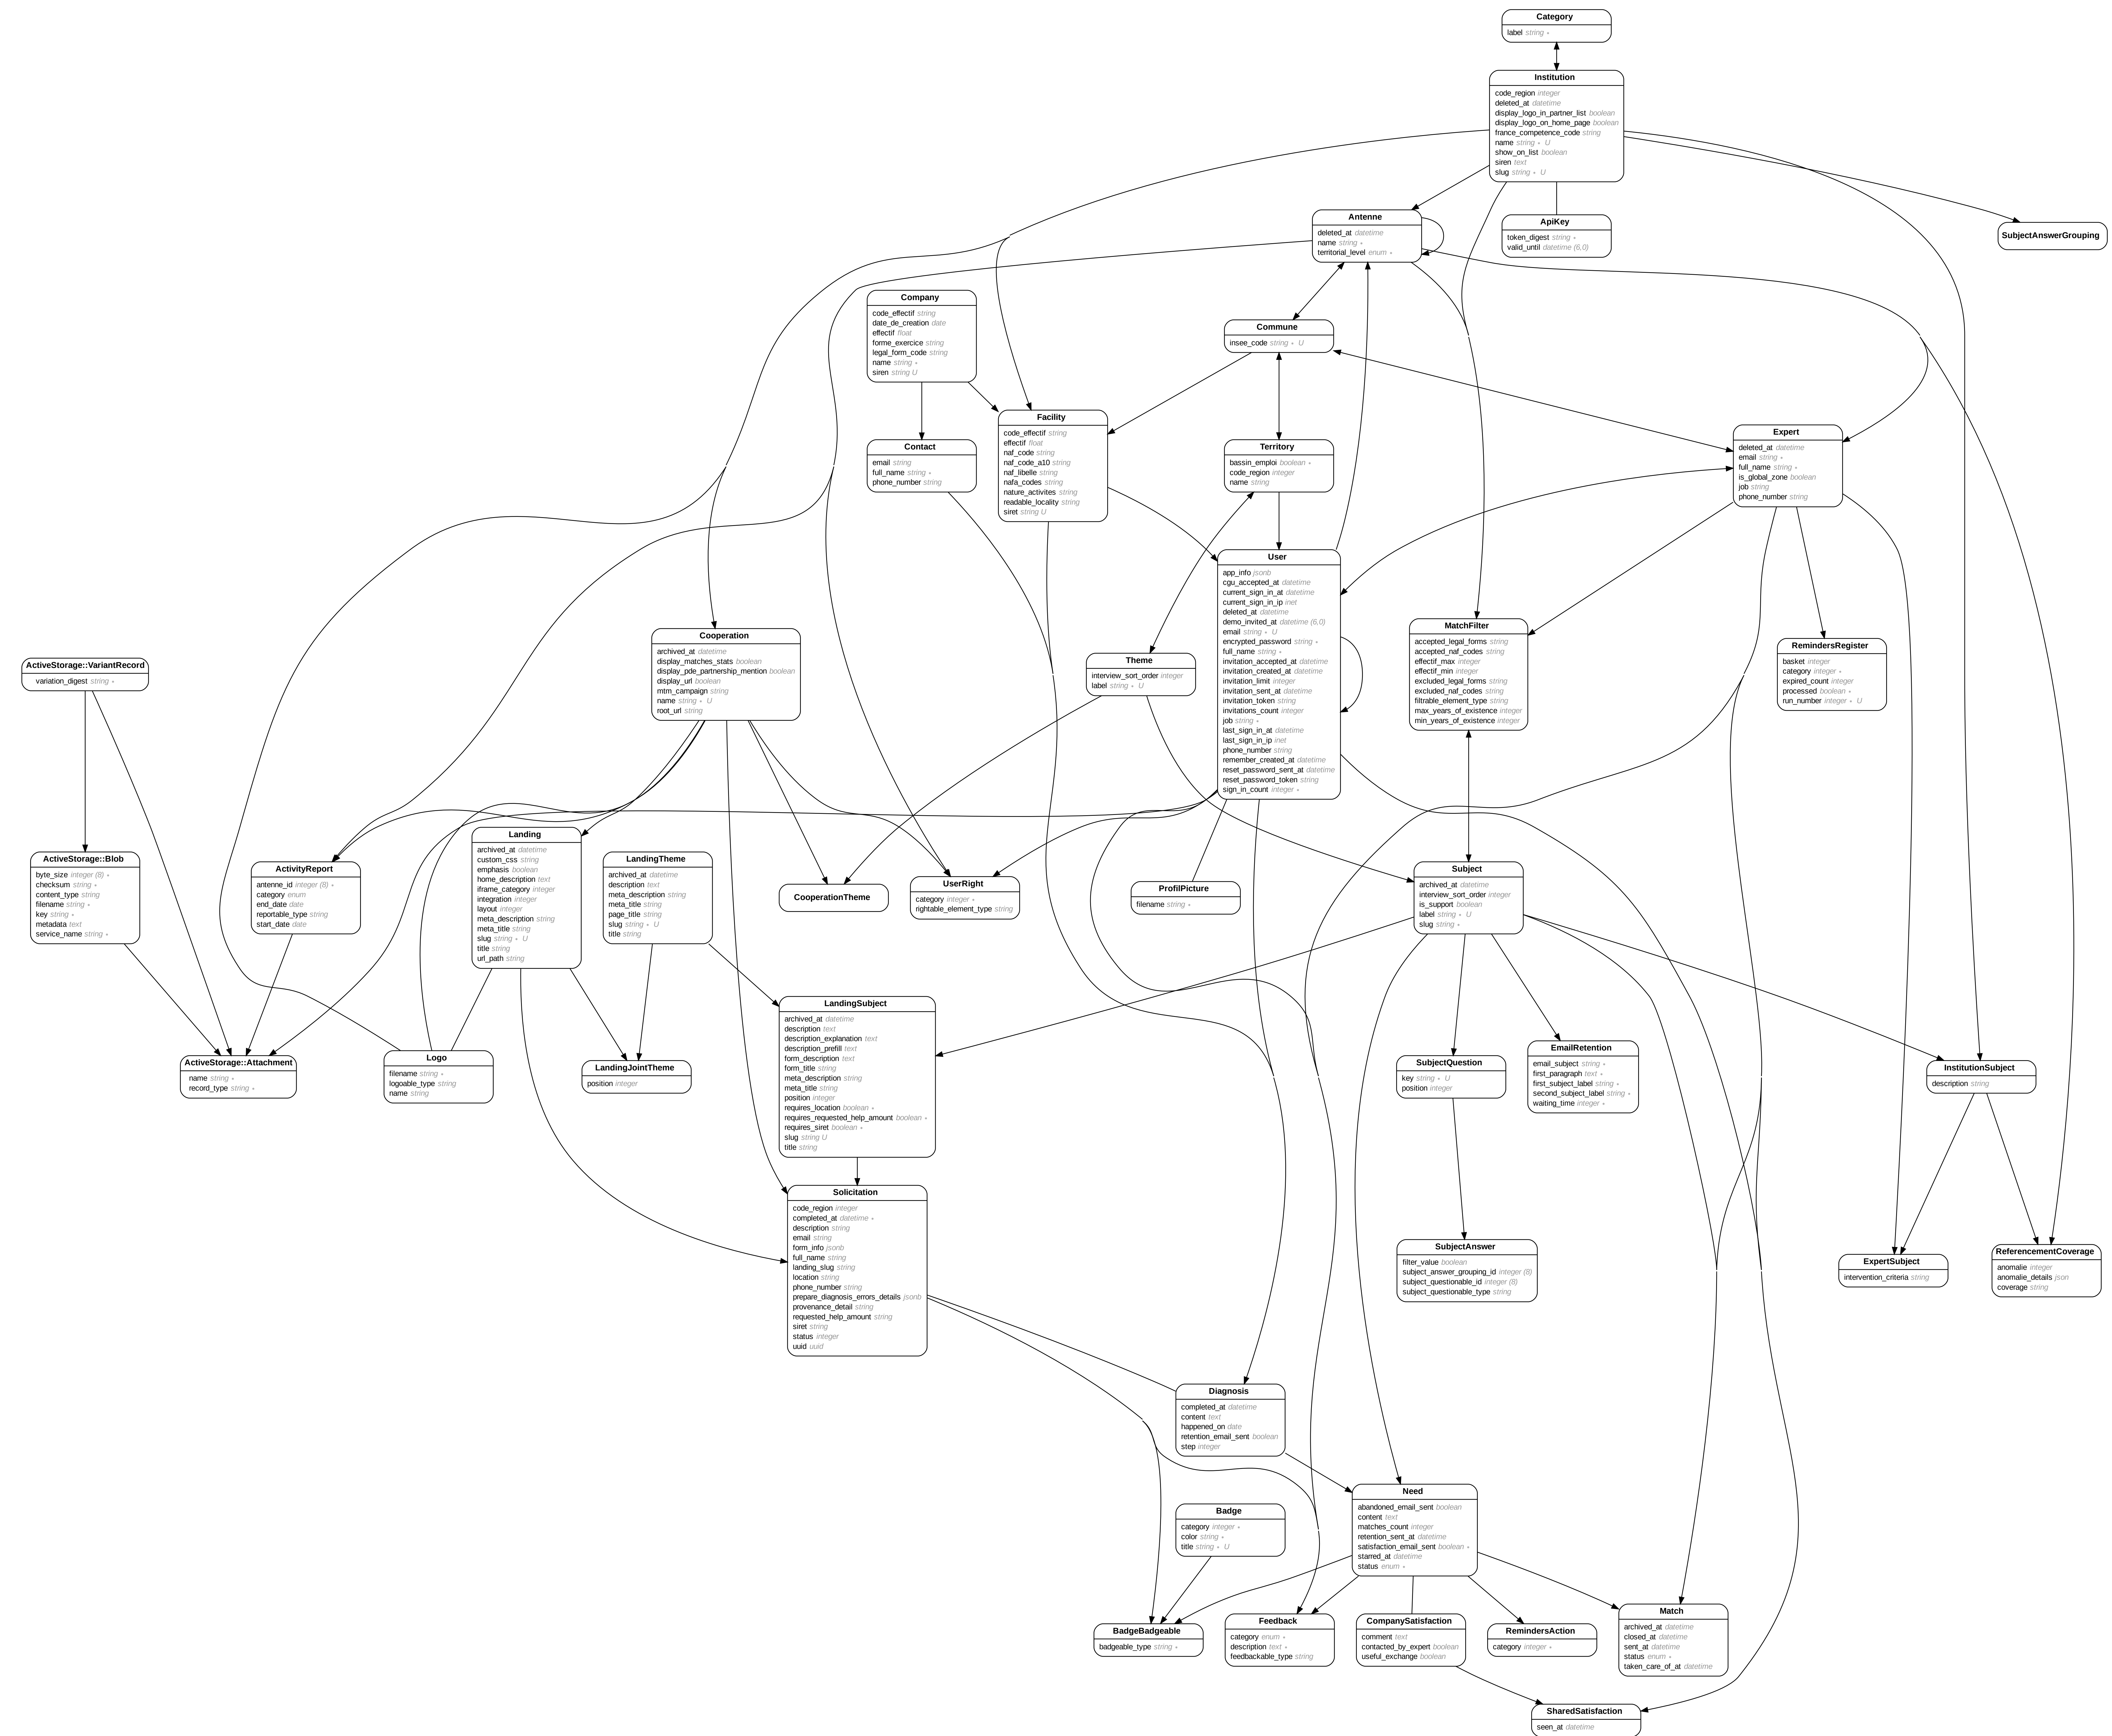 Category
label string ∗
Institution
code_region integer
deleted_at datetime
display_logo_in_partner_list boolean
display_logo_on_home_page boolean
france_competence_code string
name string ∗ U
show_on_list boolean
siren text
slug string ∗ U
Antenne
deleted_at datetime
name string ∗
territorial_level enum ∗
ApiKey
token_digest string ∗
valid_until datetime (6,0)
SubjectAnswerGrouping
Company
code_effectif string
date_de_creation date
effectif float
forme_exercice string
legal_form_code string
name string ∗
siren string U
Commune
insee_code string ∗ U
Facility
code_effectif string
effectif float
naf_code string
naf_code_a10 string
naf_libelle string
nafa_codes string
nature_activites string
readable_locality string
siret string U
Contact
email string
full_name string ∗
phone_number string
Territory
bassin_emploi boolean ∗
code_region integer
name string
Expert
deleted_at datetime
email string ∗
full_name string ∗
is_global_zone boolean
job string
phone_number string
User
app_info jsonb
cgu_accepted_at datetime
current_sign_in_at datetime
current_sign_in_ip inet
deleted_at datetime
demo_invited_at datetime (6,0)
email string ∗ U
encrypted_password string ∗
full_name string ∗
invitation_accepted_at datetime
invitation_created_at datetime
invitation_limit integer
invitation_sent_at datetime
invitation_token string
invitations_count integer
job string ∗
last_sign_in_at datetime
last_sign_in_ip inet
phone_number string
remember_created_at datetime
reset_password_sent_at datetime
reset_password_token string
sign_in_count integer ∗
Cooperation
archived_at datetime
display_matches_stats boolean
display_pde_partnership_mention boolean
display_url boolean
mtm_campaign string
name string ∗ U
root_url string
MatchFilter
accepted_legal_forms string
accepted_naf_codes string
effectif_max integer
effectif_min integer
excluded_legal_forms string
excluded_naf_codes string
filtrable_element_type string
max_years_of_existence integer
min_years_of_existence integer
RemindersRegister
basket integer
category integer ∗
expired_count integer
processed boolean ∗
run_number integer ∗ U
ActiveStorage::VariantRecord
variation_digest string ∗
Theme
interview_sort_order integer
label string ∗ U
Landing
archived_at datetime
custom_css string
emphasis boolean
home_description text
iframe_category integer
integration integer
layout integer
meta_description string
meta_title string
slug string ∗ U
title string
url_path string
ActiveStorage::Blob
byte_size integer (8) ∗
checksum string ∗
content_type string
filename string ∗
key string ∗
metadata text
service_name string ∗
ActivityReport
antenne_id integer (8) ∗
category enum
end_date date
reportable_type string
start_date date
LandingTheme
archived_at datetime
description text
meta_description string
meta_title string
page_title string
slug string ∗ U
title string
CooperationTheme
UserRight
category integer ∗
rightable_element_type string
ProfilPicture
filename string ∗
Subject
archived_at datetime
interview_sort_order integer
is_support boolean
label string ∗ U
slug string ∗
LandingSubject
archived_at datetime
description text
description_explanation text
description_prefill text
form_description text
form_title string
meta_description string
meta_title string
position integer
requires_location boolean ∗
requires_requested_help_amount boolean ∗
requires_siret boolean ∗
slug string U
title string
ActiveStorage::Attachment
name string ∗
record_type string ∗
Logo
filename string ∗
logoable_type string
name string
LandingJointTheme
position integer
SubjectQuestion
key string ∗ U
position integer
EmailRetention
email_subject string ∗
first_paragraph text ∗
first_subject_label string ∗
second_subject_label string ∗
waiting_time integer ∗
InstitutionSubject
description string
Solicitation
code_region integer
completed_at datetime ∗
description string
email string
form_info jsonb
full_name string
landing_slug string
location string
phone_number string
prepare_diagnosis_errors_details jsonb
provenance_detail string
requested_help_amount string
siret string
status integer
uuid uuid
SubjectAnswer
filter_value boolean
subject_answer_grouping_id integer (8)
subject_questionable_id integer (8)
subject_questionable_type string
ExpertSubject
intervention_criteria string
ReferencementCoverage
anomalie integer
anomalie_details json
coverage string
Diagnosis
completed_at datetime
content text
happened_on date
retention_email_sent boolean
step integer
Need
abandoned_email_sent boolean
content text
matches_count integer
retention_sent_at datetime
satisfaction_email_sent boolean ∗
starred_at datetime
status enum ∗
Badge
category integer ∗
color string ∗
title string ∗ U
BadgeBadgeable
badgeable_type string ∗
Feedback
category enum ∗
description text ∗
feedbackable_type string
CompanySatisfaction
comment text
contacted_by_expert boolean
useful_exchange boolean
RemindersAction
category integer ∗
Match
archived_at datetime
closed_at datetime
sent_at datetime
status enum ∗
taken_care_of_at datetime
SharedSatisfaction
seen_at datetime